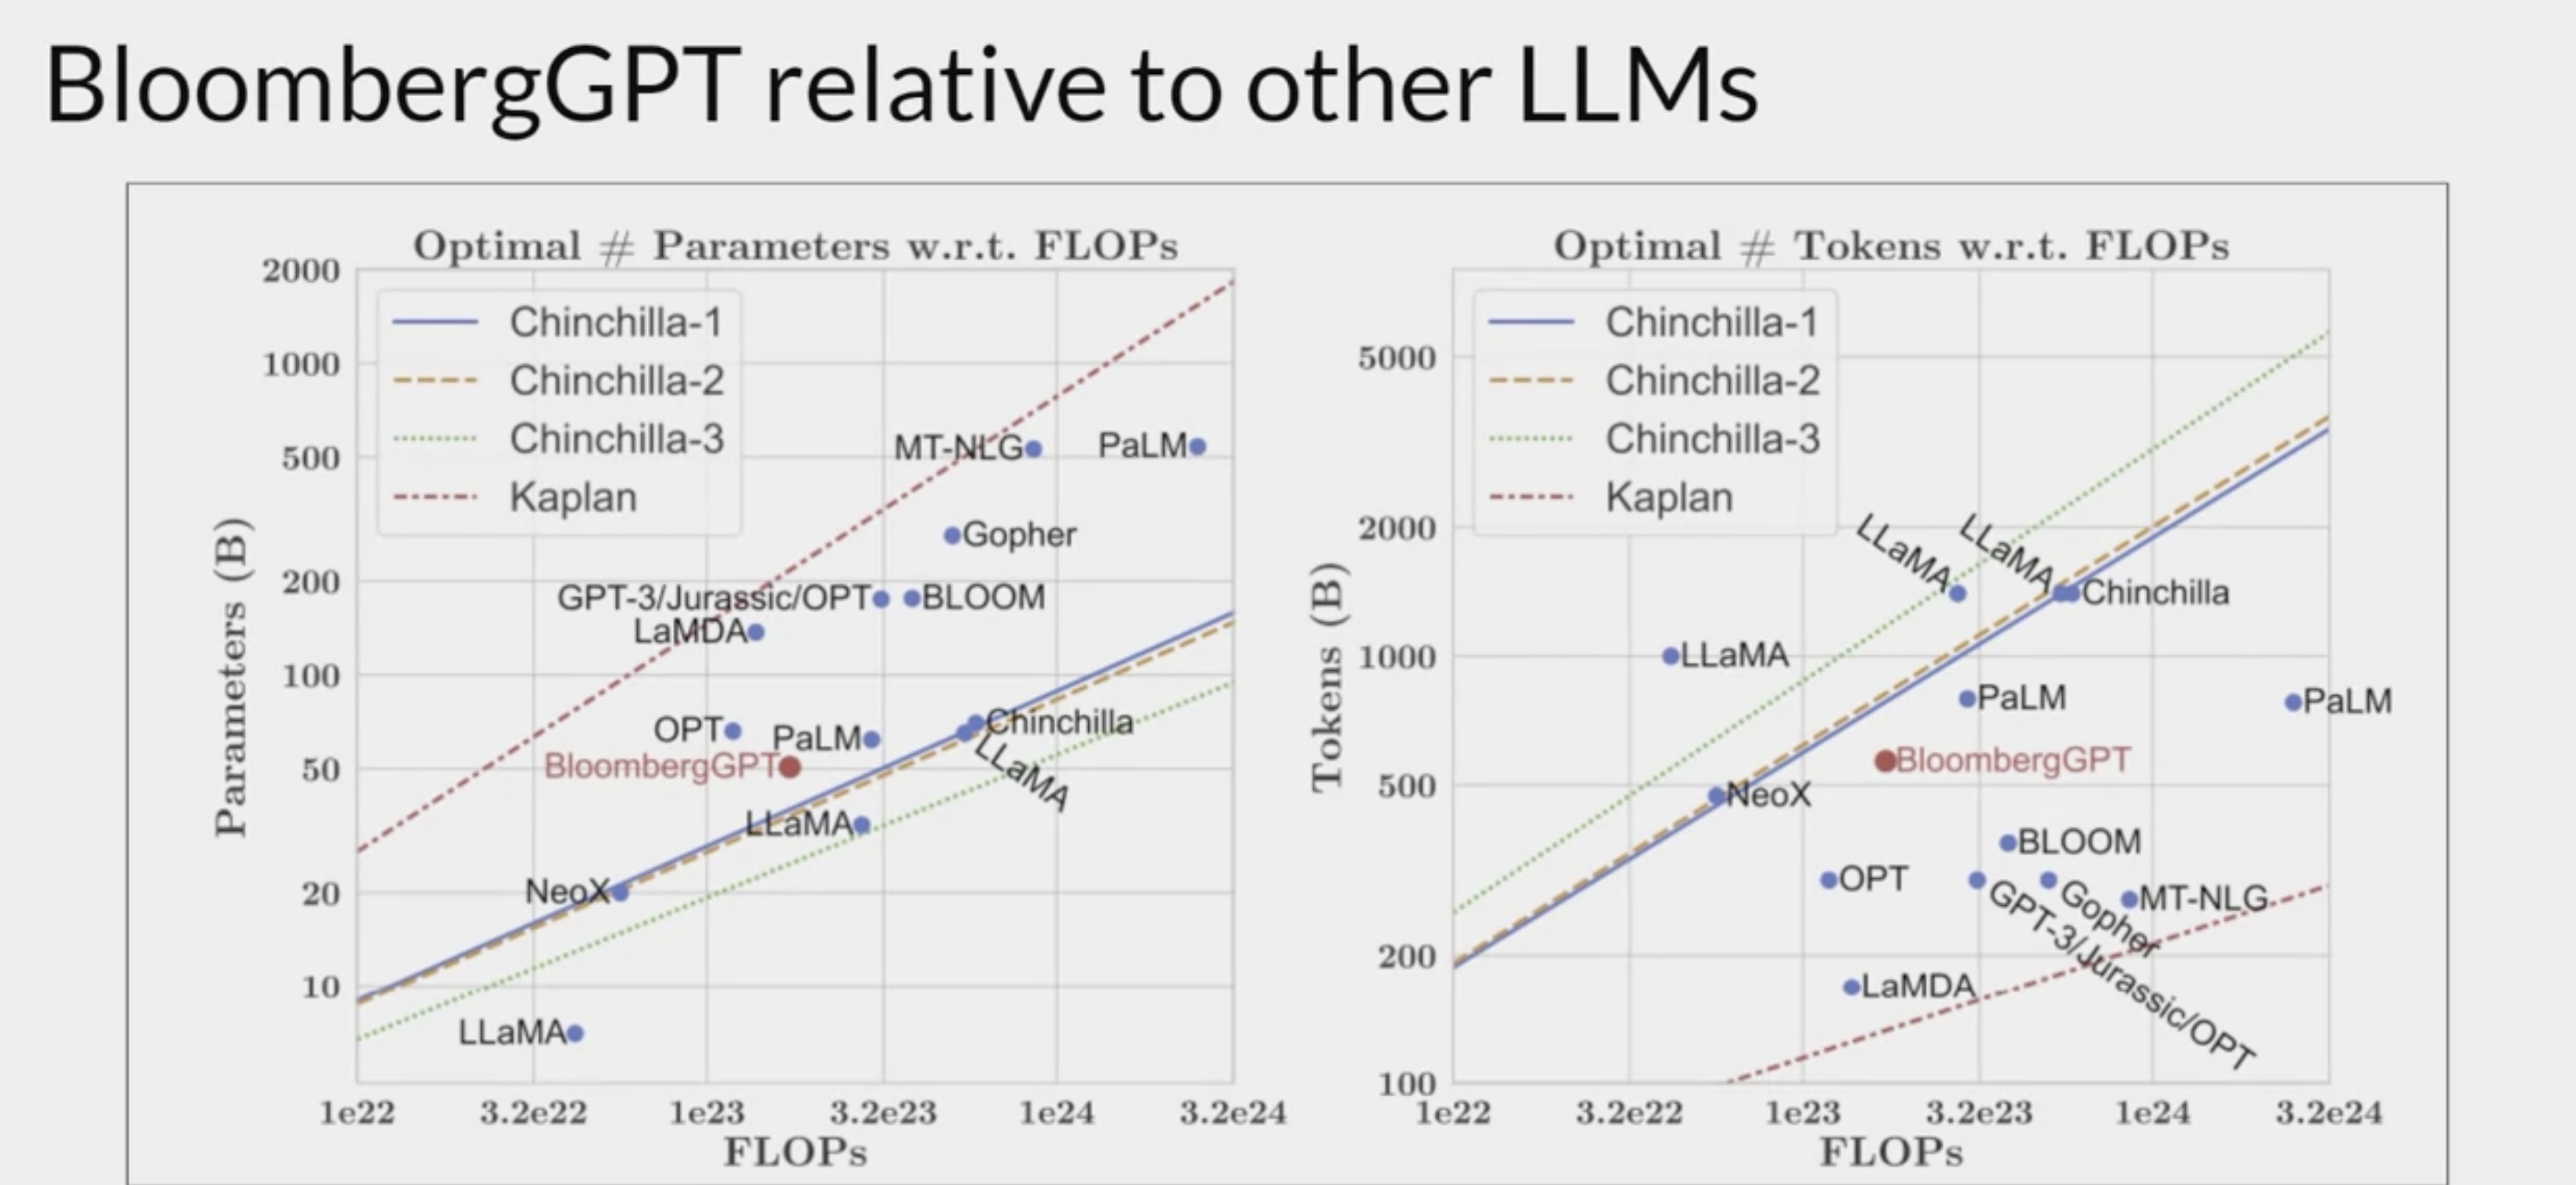 BloombergGPT relative to other LLMs
Optimal # Parameters w.r.t. FLOPs
Parameters (B)
2000
1000
500
200
100
50
20
10
Chinchilla-1
Chinchilla-2
Chinchilla-3
Kaplan
MT-NLG
PaLM
Gopher
GPT-3/Jurassic/OPT
BLOOM
LaMDA
OPT
PaLM
Chinchilla
BloombergGPT
LLaMA
LLaMA
NeoX
LLaMA
1e22
3.2e22
1e23
3.2e23
1e24
3.2e24
FLOPs
Optimal # Tokens w.r.t. FLOPs
Tokens (B)
5000
2000
1000
500
200
100
Chinchilla-1
Chinchilla-2
Chinchilla-3
Kaplan
LLaMA
LLaMA
Chinchilla
LLaMA
PaLM
PaLM
BloombergGPT
NeoX
BLOOM
OPT
Gopher
MT-NLG
GPT-3/Jurassic/OPT
LaMDA
1e22
3.2e22
1e23
3.2e23
1e24
3.2e24
FLOPs